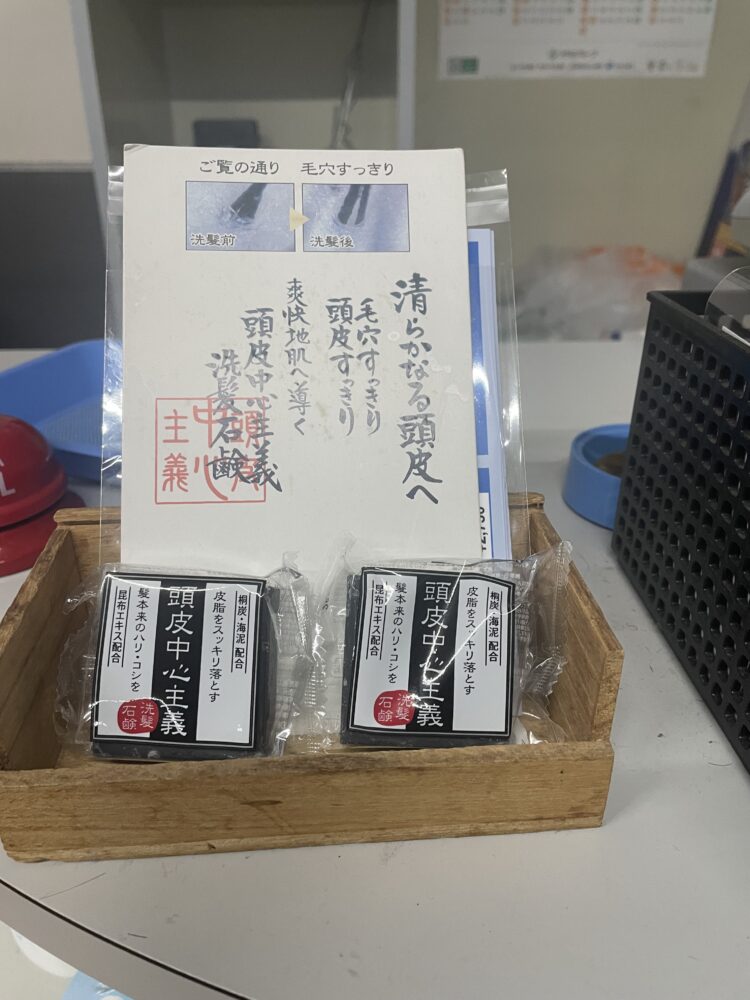 ご覧の通り 毛穴すっきり
洗髪前
洗髪後
清らかなる頭皮へ
毛穴すっきり
頭皮すっきり
爽快地肌へ導く
頭皮中心主義
洗髪石鹸
頭皮
中心
主義
桐炭・海泥 配合
皮脂をスッキリ落とす
頭皮中心主義
髪本来のハリ・コシを
昆布エキス配合
洗髪
石鹸
桐炭・海泥 配合
皮脂をスッキリ落とす
頭皮中心主義
髪本来のハリ・コシを
昆布エキス配合
洗髪
石鹸